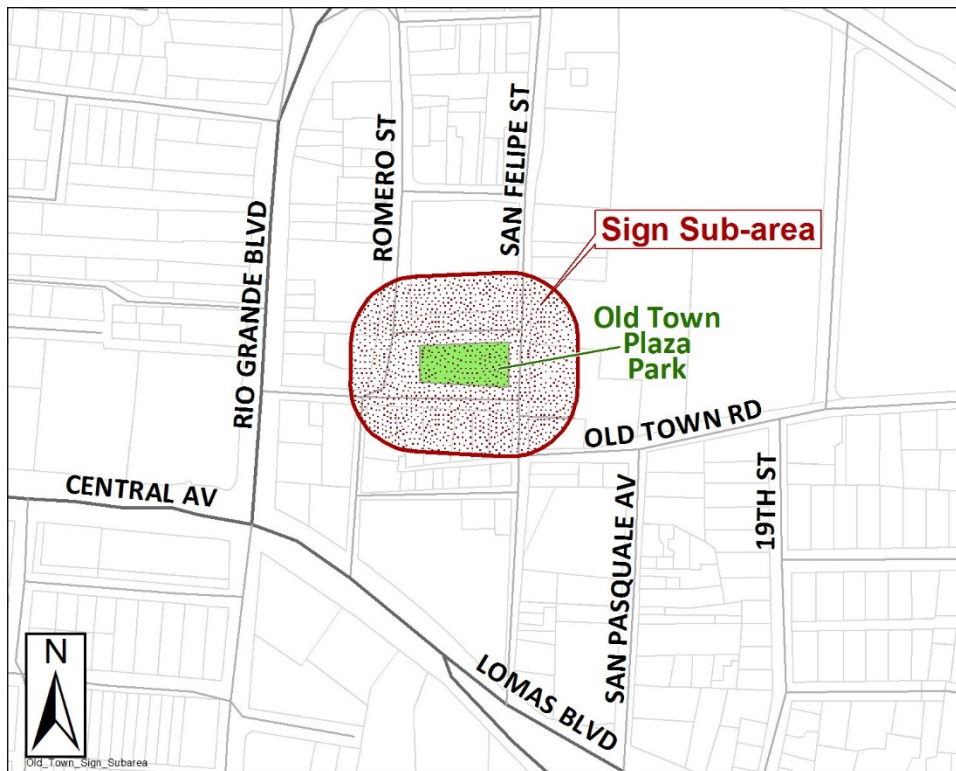 ROMERO ST
SAN FELIPE ST
RIO GRANDE BLVD
Sign Sub-area
Old Town
Plaza
Park
OLD TOWN RD
CENTRAL AV
SAN PASQUALE AV
19TH ST
LOMAS BLVD
N
Old_Town_Sign_Subarea